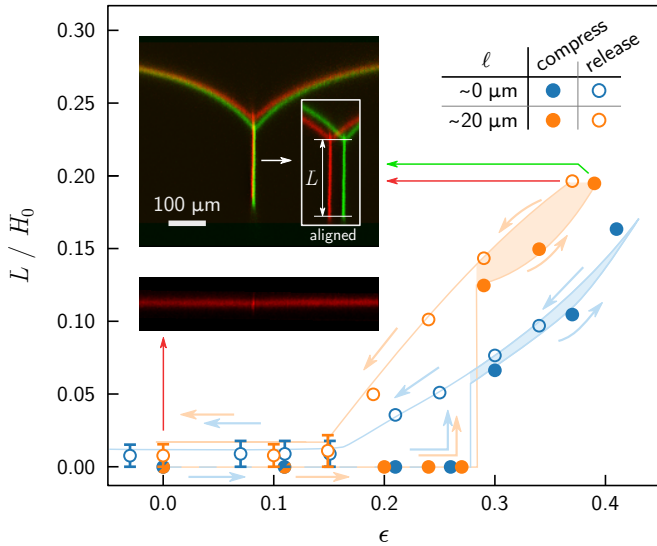 0.30
0.25
0.20
0.15
0.10
0.05
0.00
L / H₀
0.0
0.1
0.2
0.3
0.4
ϵ
100 μm
L
aligned
ℓ
compress
release
~0 μm
~20 μm